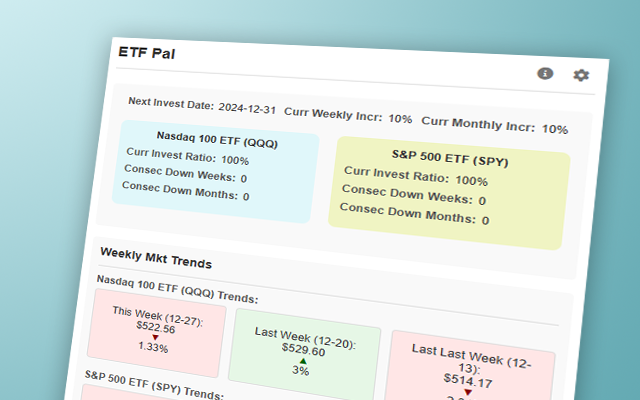 ETF Pal
Next Invest Date: 2024-12-31 Curr Weekly Incr: 10% Curr Monthly Incr: 10%
Nasdaq 100 ETF (QQQ)
Curr Invest Ratio: 100%
Consec Down Weeks: 0
Consec Down Months: 0
S&P 500 ETF (SPY)
Curr Invest Ratio: 100%
Consec Down Weeks: 0
Consec Down Months: 0
Weekly Mkt Trends
Nasdaq 100 ETF (QQQ) Trends:
This Week (12-27):
$522.56
▼
1.33%
Last Week (12-20):
$529.60
▲
3%
Last Last Week (12-
13):
$514.17
▼
S&P 500 ETF (SPY) Trends: